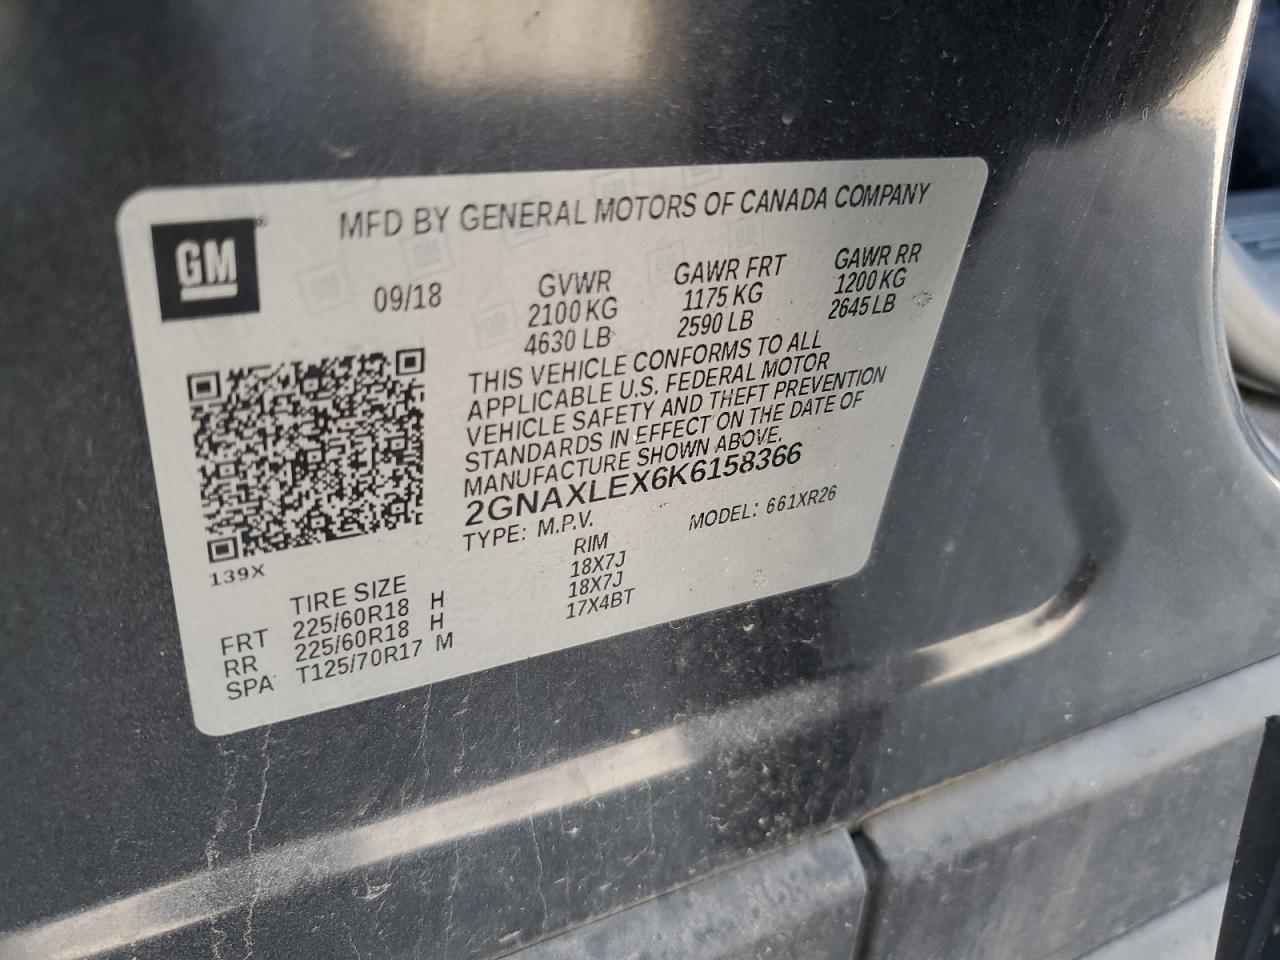 GM
MFD BY GENERAL MOTORS OF CANADA COMPANY
09/18 GVWR GAWR FRT GAWR RR
2100 KG 1175 KG 1200 KG
4630 LB 2590 LB 2645 LB
THIS VEHICLE CONFORMS TO ALL
APPLICABLE U.S. FEDERAL MOTOR
VEHICLE SAFETY AND THEFT PREVENTION
STANDARDS IN EFFECT ON THE DATE OF
MANUFACTURE SHOWN ABOVE.
2GNAXLEX6K6158366
TYPE: M.P.V. MODEL: 661XR26
139X
TIRE SIZE RIM
FRT 225/60R18 H 18X7J
RR 225/60R18 H 18X7J
SPA T125/70R17 M 17X4BT